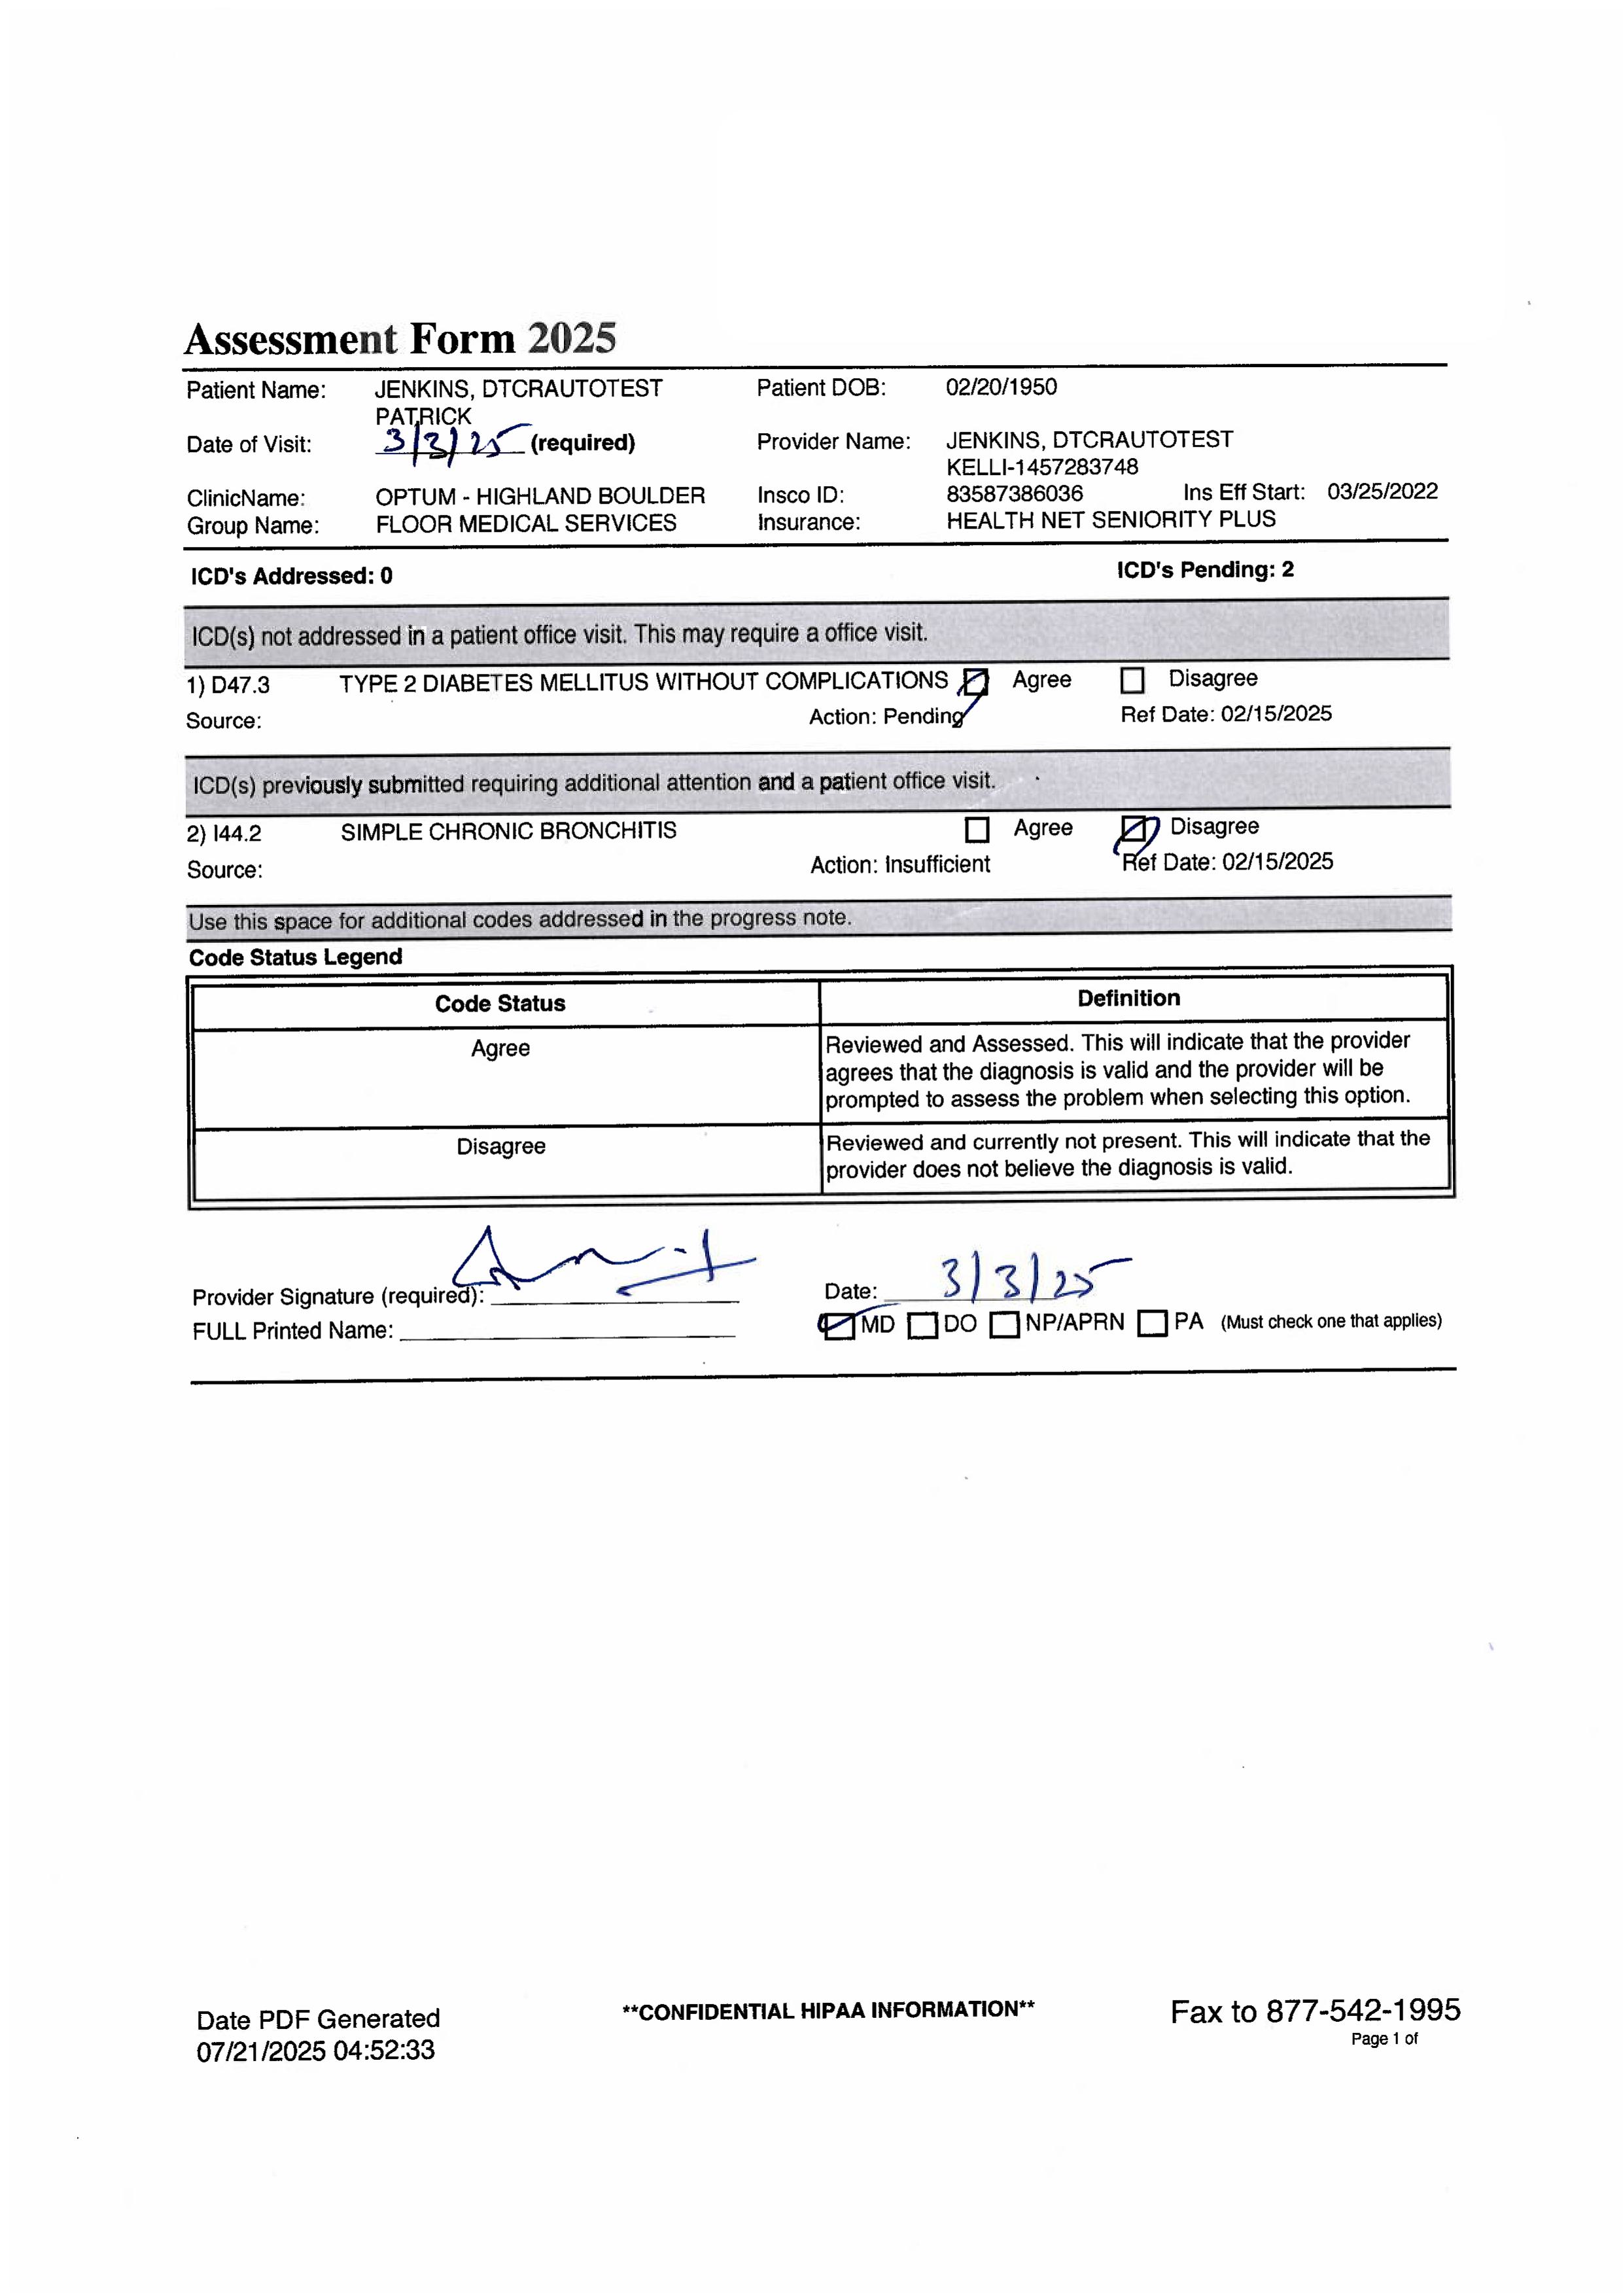 Assessment Form 2025
Patient Name: JENKINS, DTCRAUTOTEST PATRICK Patient DOB: 02/20/1950
Date of Visit: 3/3/25 (required) Provider Name: JENKINS, DTCRAUTOTEST KELLI-1457283748
ClinicName: OPTUM - HIGHLAND BOULDER Insco ID: 83587386036 Ins Eff Start: 03/25/2022
Group Name: FLOOR MEDICAL SERVICES Insurance: HEALTH NET SENIORITY PLUS
ICD's Addressed: 0 ICD's Pending: 2
ICD(s) not addressed in a patient office visit. This may require a office visit.
1) D47.3 TYPE 2 DIABETES MELLITUS WITHOUT COMPLICATIONS Agree Disagree
Source: Action: Pending Ref Date: 02/15/2025
ICD(s) previously submitted requiring additional attention and a patient office visit.
2) I44.2 SIMPLE CHRONIC BRONCHITIS Agree Disagree
Source: Action: Insufficient Ref Date: 02/15/2025
Use this space for additional codes addressed in the progress note.
Code Status Legend
Code Status Definition
Agree Reviewed and Assessed. This will indicate that the provider
agrees that the diagnosis is valid and the provider will be
prompted to assess the problem when selecting this option.
Disagree Reviewed and currently not present. This will indicate that the
provider does not believe the diagnosis is valid.
Provider Signature (required): Date: 3/3/25
FULL Printed Name: MD DO NP/APRN PA (Must check one that applies)
Date PDF Generated **CONFIDENTIAL HIPAA INFORMATION** Fax to 877-542-1995
07/21/2025 04:52:33 Page 1 of